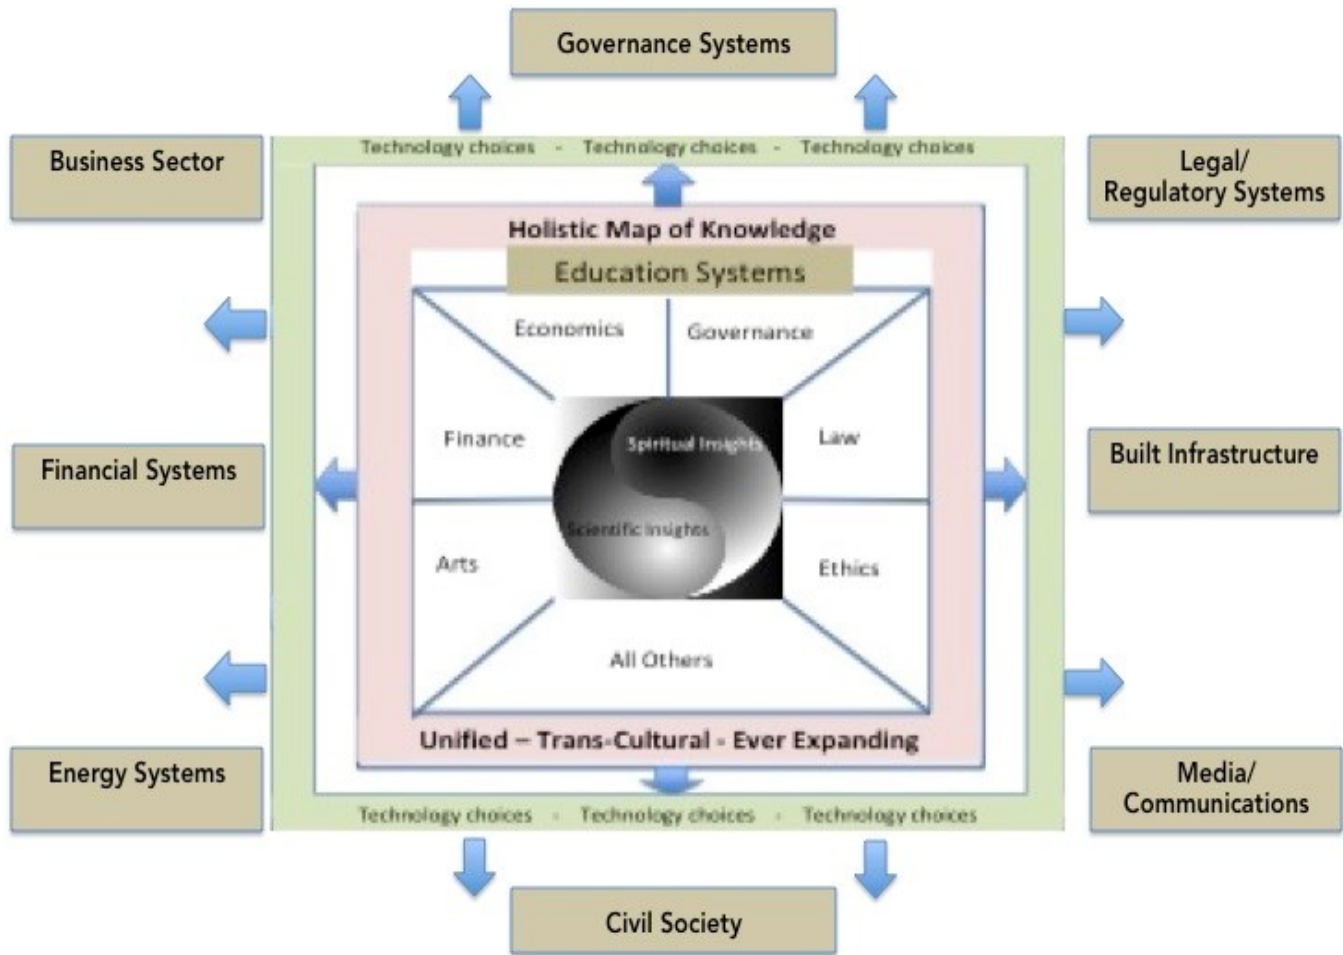 Governance Systems
Business Sector
Technology choices - Technology choices - Technology choices
Legal/
Regulatory Systems
Holistic Map of Knowledge
Education Systems
Economics
Governance
Finance
Spiritual Insights
Law
Financial Systems
Built Infrastructure
Scientific Insights
Arts
Ethics
All Others
Unified – Trans-Cultural - Ever Expanding
Energy Systems
Media/
Communications
Technology choices - Technology choices - Technology choices
Civil Society